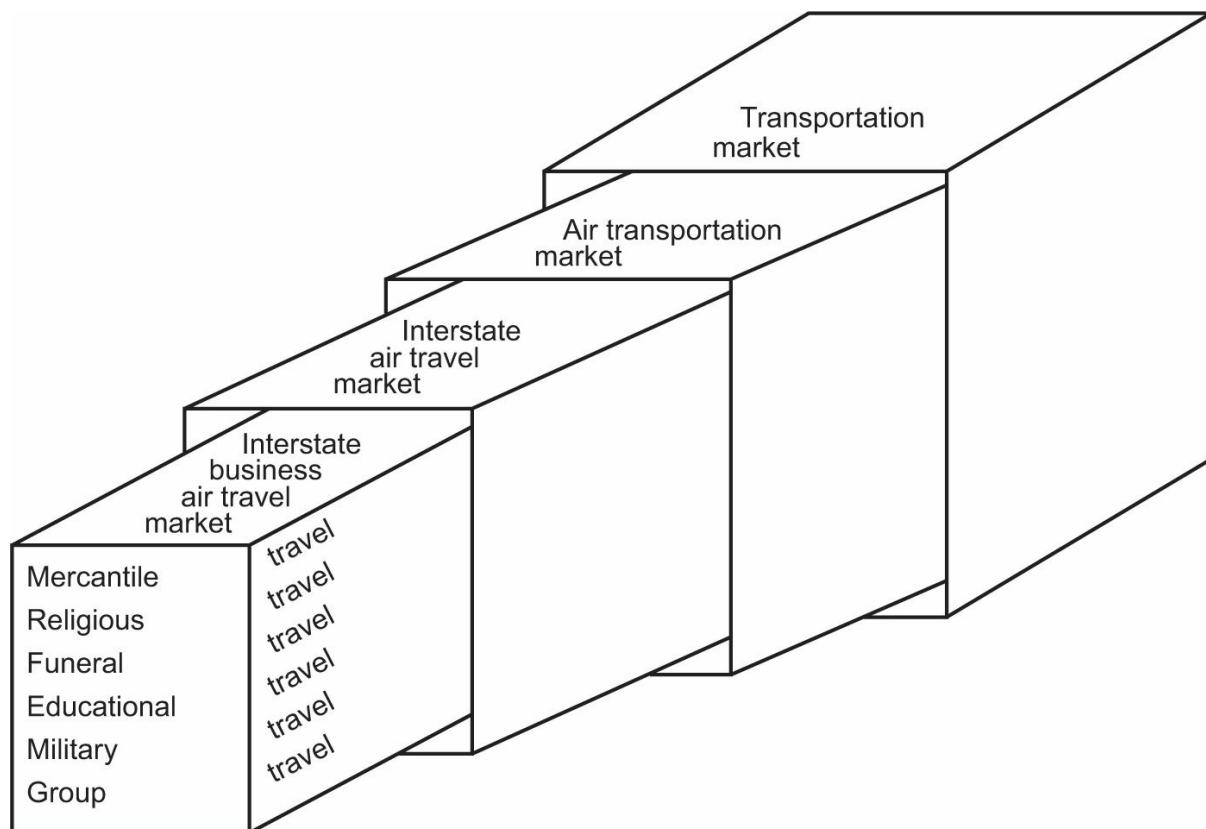 Transportation
market
Air transportation
market
Interstate
air travel
market
Interstate
business
air travel
market
Mercantile travel
Religious travel
Funeral travel
Educational travel
Military travel
Group travel